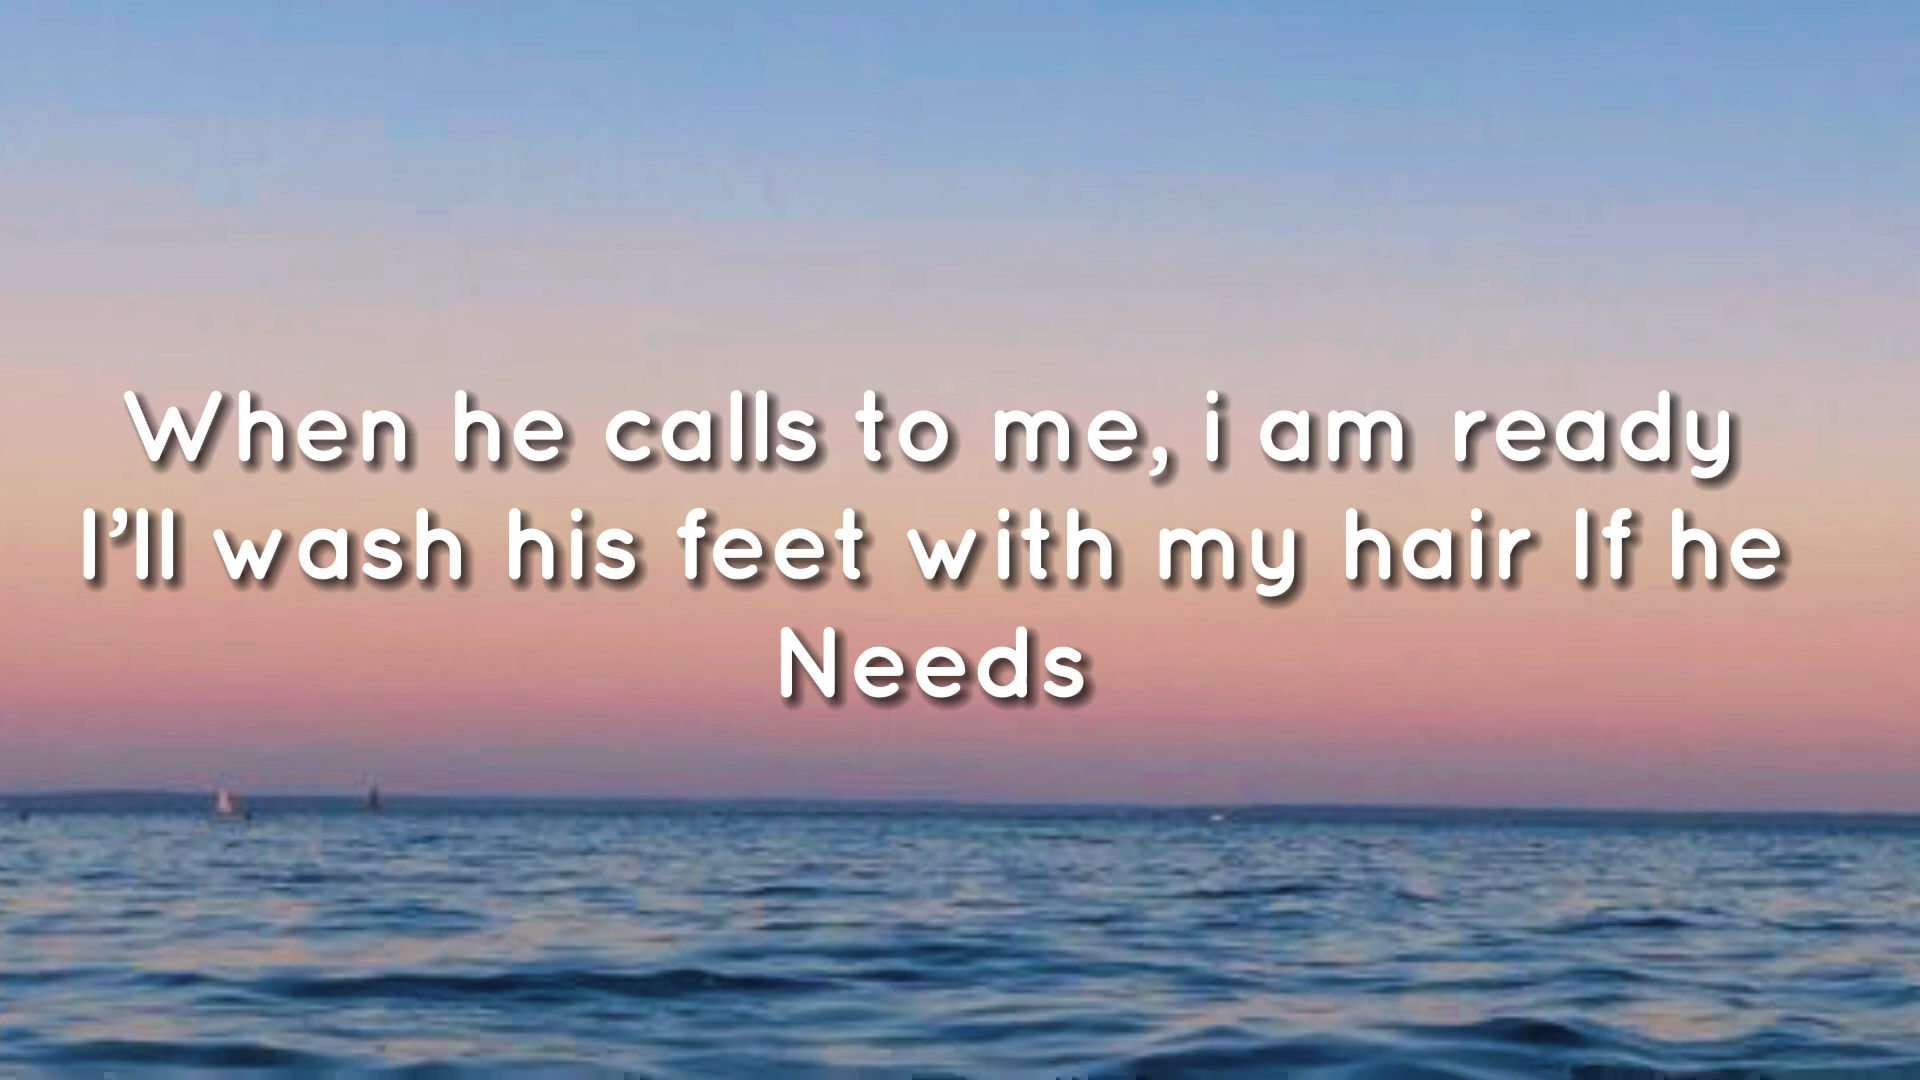 When he calls to me, i am ready
I’ll wash his feet with my hair If he
Needs